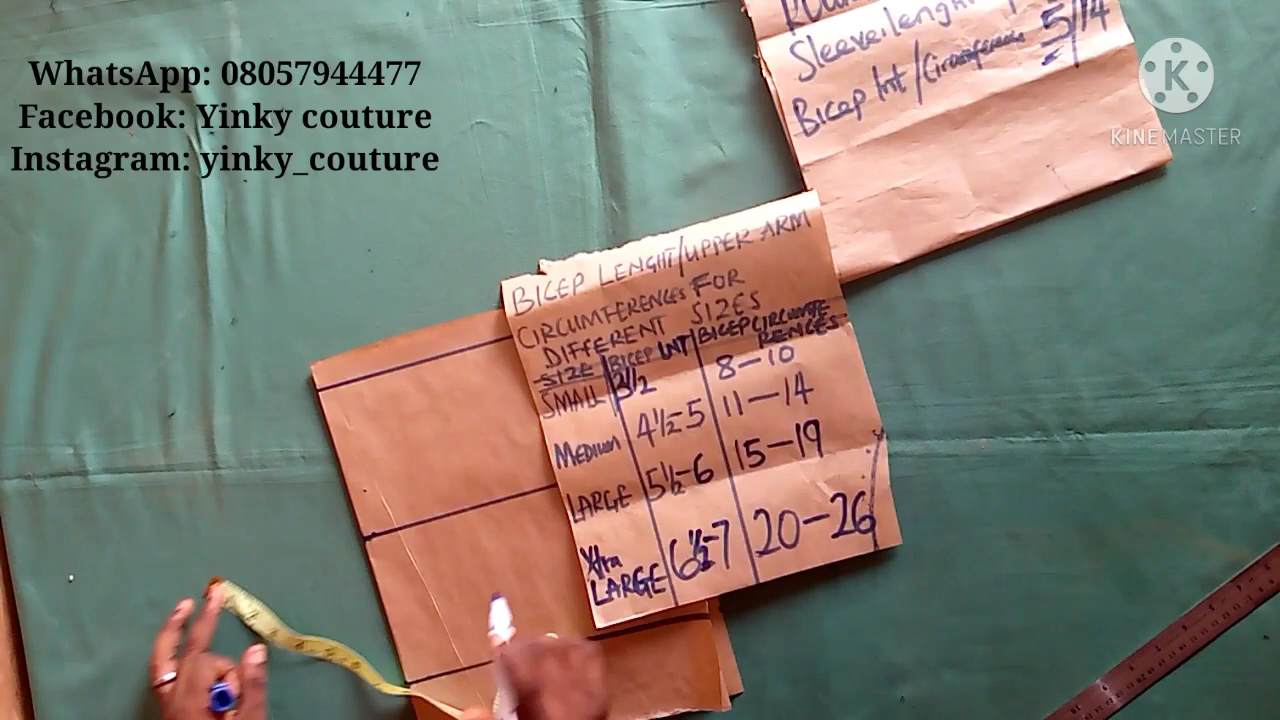 WhatsApp: 08057944477
Facebook: Yinky couture
Instagram: yinky_couture
Sleeve lenght
Bicep lnt/Circumference 5/14
KINEMASTER
BICEP LENGHT/UPPER ARM
CIRCUMFERENCES FOR
DIFFERENT SIZES
SIZE BICEP LNT BICEP CIRCUMFE
RENCES
SMALL 3½ 8-10
MEDIUM 4½-5 11-14
LARGE 5½-6 15-19
Xtra LARGE 6½-7 20-26